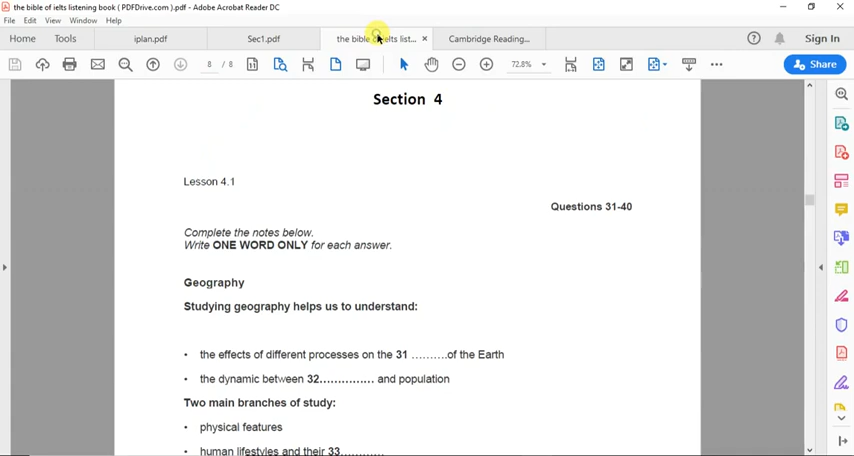 the bible of ielts listening book ( PDFDrive.com ).pdf - Adobe Acrobat Reader DC
File Edit View Window Help
Home Tools iplan.pdf Sec1.pdf the bible of ielts list... × Cambridge Reading... Sign In
8 / 8 72.8% Share
Section 4
Lesson 4.1
Questions 31-40
Complete the notes below.
Write ONE WORD ONLY for each answer.
Geography
Studying geography helps us to understand:
• the effects of different processes on the 31 ..........of the Earth
• the dynamic between 32............... and population
Two main branches of study:
• physical features
• human lifestyles and their 33............